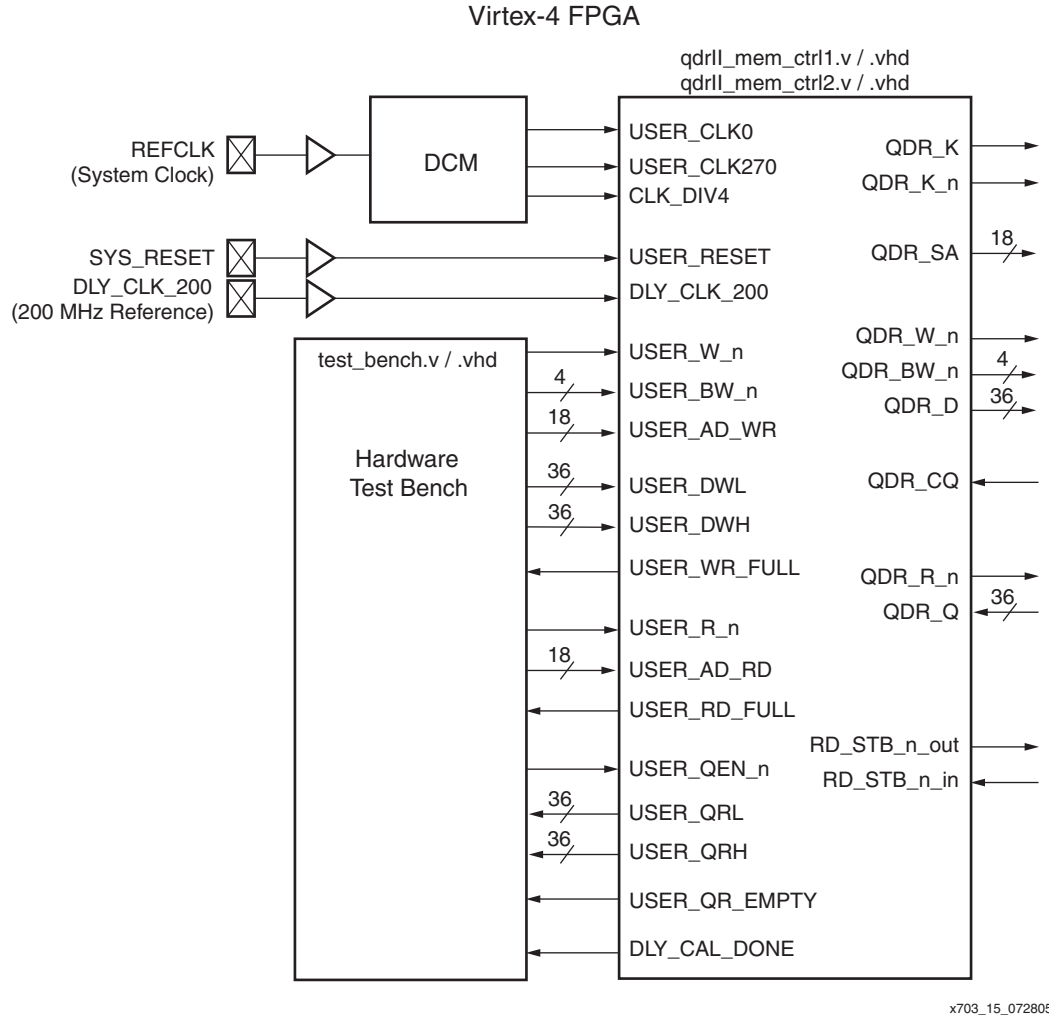 Virtex-4 FPGA
qdrII_mem_ctrl1.v / .vhd
qdrII_mem_ctrl2.v / .vhd
REFCLK
(System Clock)
DCM
SYS_RESET
DLY_CLK_200
(200 MHz Reference)
test_bench.v / .vhd
Hardware
Test Bench
4
18
36
36
18
36
36
USER_CLK0
USER_CLK270
CLK_DIV4
USER_RESET
DLY_CLK_200
USER_W_n
USER_BW_n
USER_AD_WR
USER_DWL
USER_DWH
USER_WR_FULL
USER_R_n
USER_AD_RD
USER_RD_FULL
USER_QEN_n
USER_QRL
USER_QRH
USER_QR_EMPTY
DLY_CAL_DONE
QDR_K
QDR_K_n
QDR_SA
18
QDR_W_n
QDR_BW_n
4
QDR_D
36
QDR_CQ
QDR_R_n
QDR_Q
36
RD_STB_n_out
RD_STB_n_in
x703_15_072805